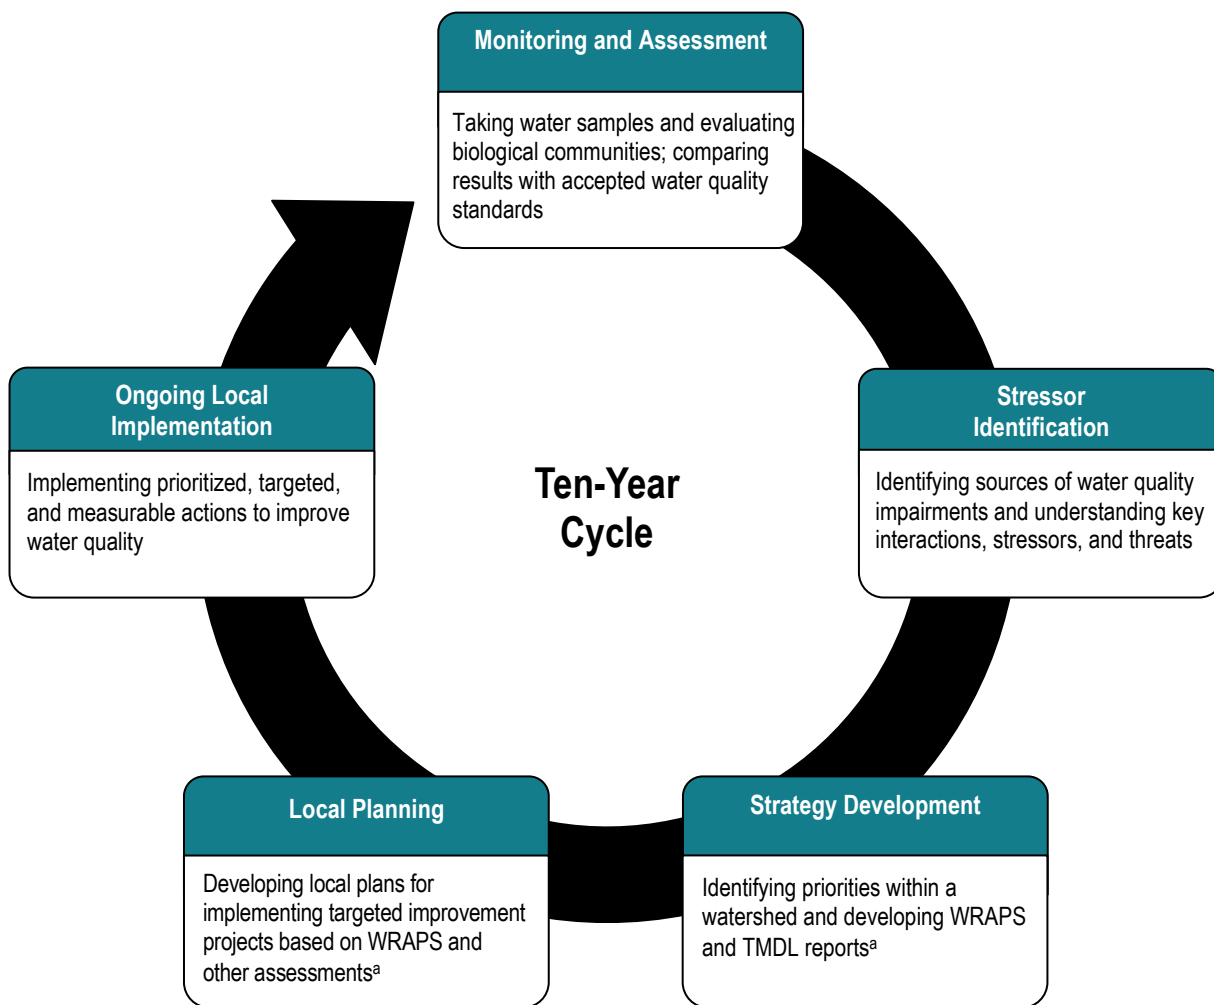 Monitoring and Assessment
Taking water samples and evaluating
biological communities; comparing
results with accepted water quality
standards
Stressor
Identification
Identifying sources of water quality
impairments and understanding key
interactions, stressors, and threats
Strategy Development
Identifying priorities within a
watershed and developing WRAPS
and TMDL reportsᵃ
Local Planning
Developing local plans for
implementing targeted improvement
projects based on WRAPS and
other assessmentsᵃ
Ongoing Local
Implementation
Implementing prioritized, targeted,
and measurable actions to improve
water quality
Ten-Year
Cycle